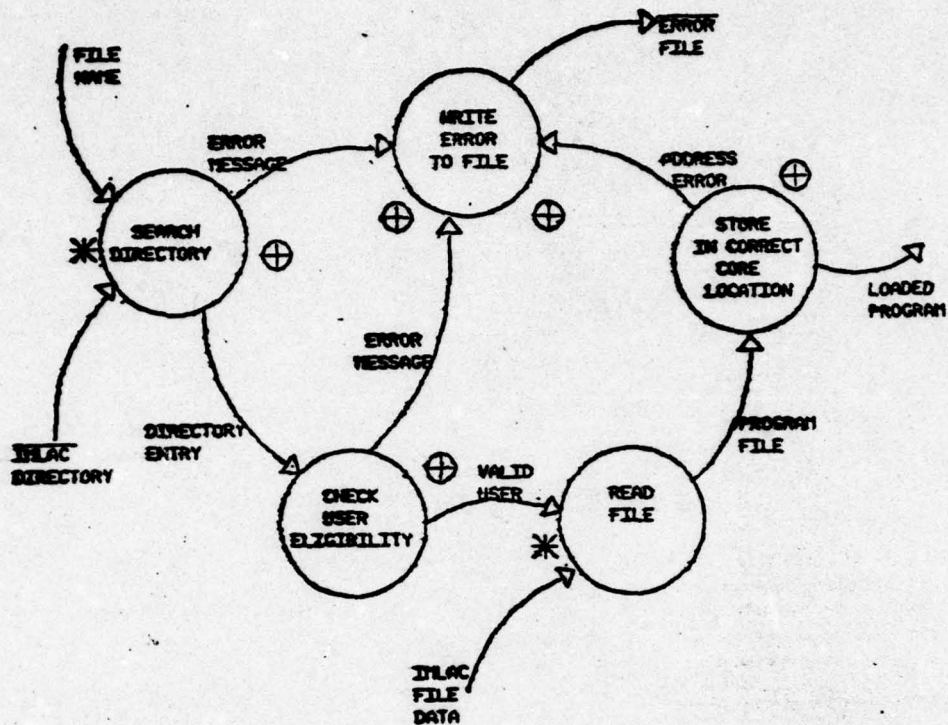 FILE
NAME
ERROR
FILE
WRITE
ERROR
TO FILE
ERROR
MESSAGE
ADDRESS
ERROR
SEARCH
DIRECTORY
STORE
IN CORRECT
CORE
LOCATION
LOADED
PROGRAM
ERROR
MESSAGE
IMLAC
DIRECTORY
DIRECTORY
ENTRY
PROGRAM
FILE
CHECK
USER
ELIGIBILITY
VALID
USER
READ
FILE
IMLAC
FILE
DATA